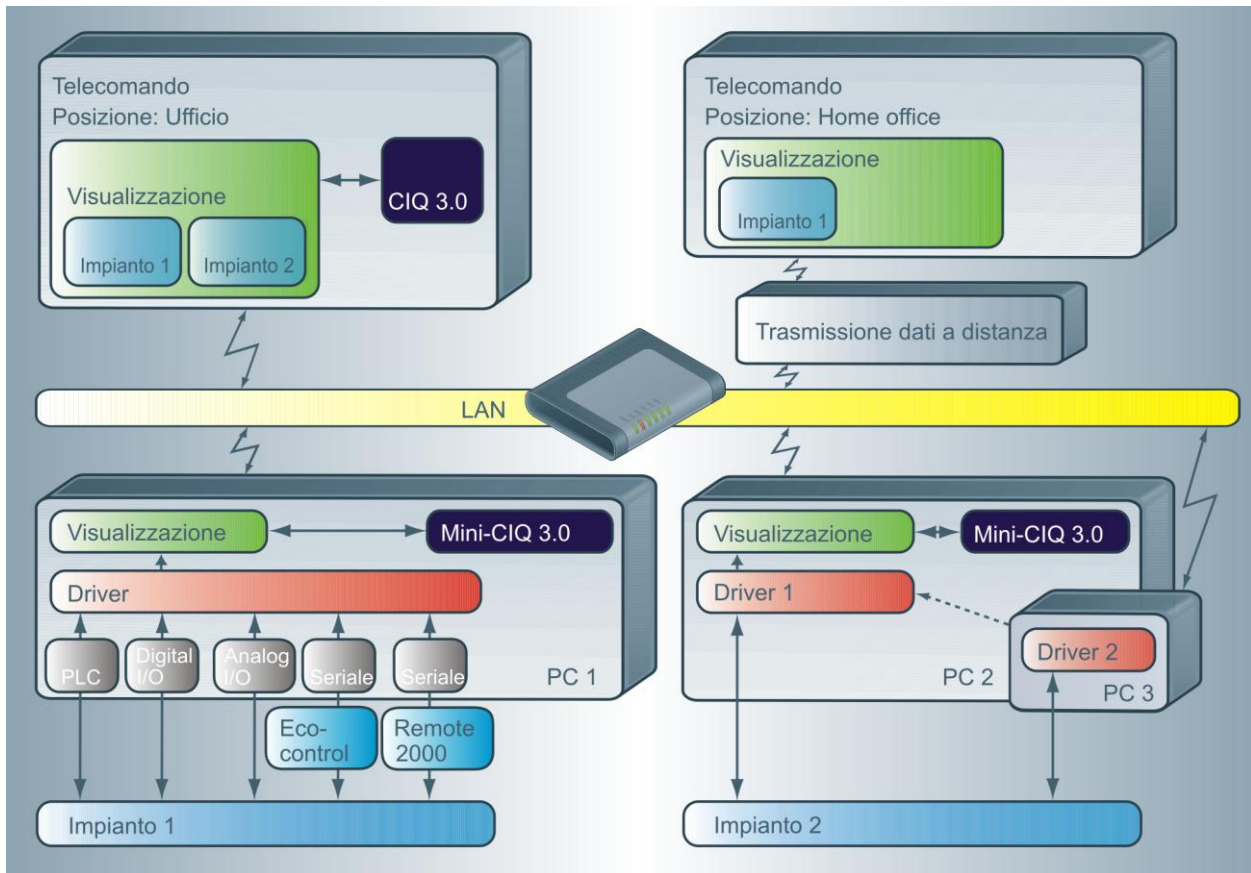 Telecomando
Posizione: Ufficio
Visualizzazione
Impianto 1
Impianto 2
CIQ 3.0
Telecomando
Posizione: Home office
Visualizzazione
Impianto 1
Trasmissione dati a distanza
LAN
Visualizzazione
Mini-CIQ 3.0
Driver
PLC
Digital
I/O
Analog
I/O
Seriale
Seriale
PC 1
Eco-
control
Remote
2000
Impianto 1
Visualizzazione
Mini-CIQ 3.0
Driver 1
Driver 2
PC 2
PC 3
Impianto 2